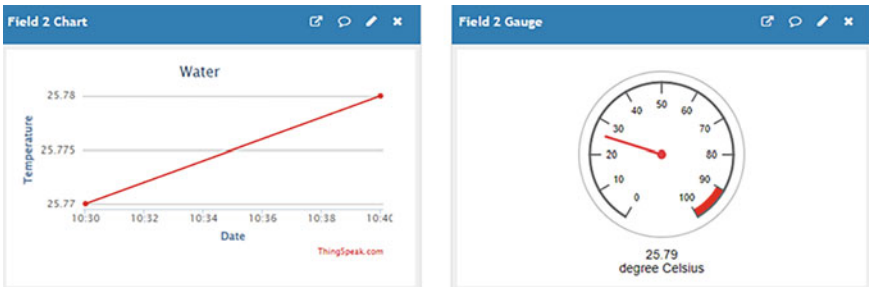 Field 2 Chart
Water
Temperature
25.78
25.775
25.77
10:30 10:32 10:34 10:36 10:38 10:40
Date
ThingSpeak.com
Field 2 Gauge
0
10
20
30
40
50
60
70
80
90
100
25.79
degree Celsius